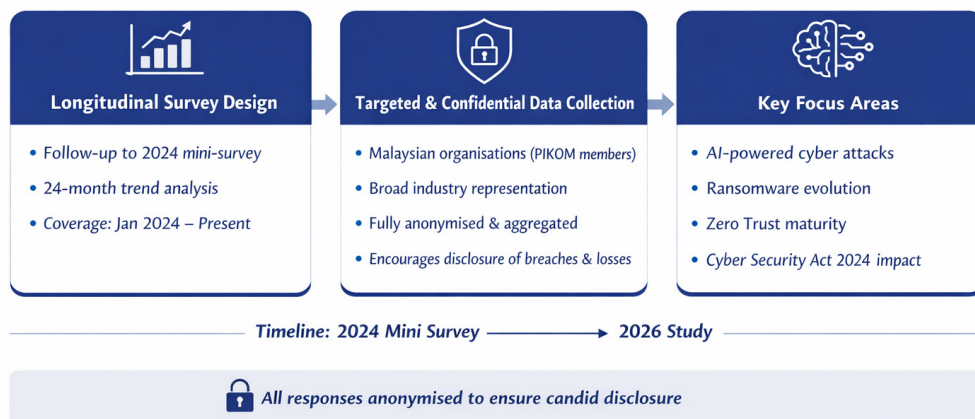 Longitudinal Survey Design
• Follow-up to 2024 mini-survey
• 24-month trend analysis
• Coverage: Jan 2024 – Present
Targeted & Confidential Data Collection
• Malaysian organisations (PIKOM members)
• Broad industry representation
• Fully anonymised & aggregated
• Encourages disclosure of breaches & losses
Key Focus Areas
• AI-powered cyber attacks
• Ransomware evolution
• Zero Trust maturity
• Cyber Security Act 2024 impact
Timeline: 2024 Mini Survey → 2026 Study
All responses anonymised to ensure candid disclosure